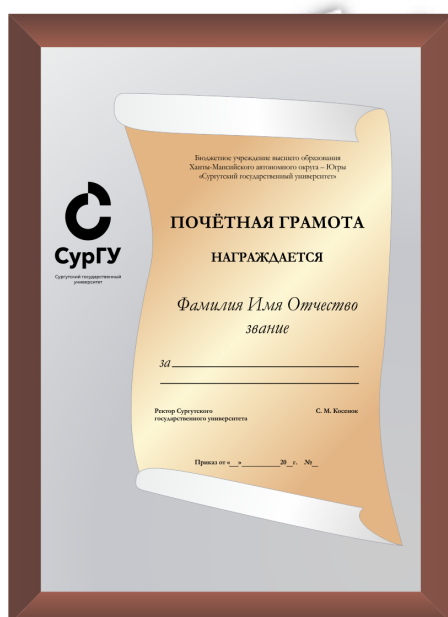 Бюджетное учреждение высшего образования
Ханты-Мансийского автономного округа – Югры
«Сургутский государственный университет»
ПОЧЁТНАЯ ГРАМОТА
НАГРАЖДАЕТСЯ
СурГУ
Сургутский государственный
университет
Фамилия Имя Отчество
звание
за
Ректор Сургутского
государственного университета
С. М. Косенок
Приказ от «__»__________20__г. №__